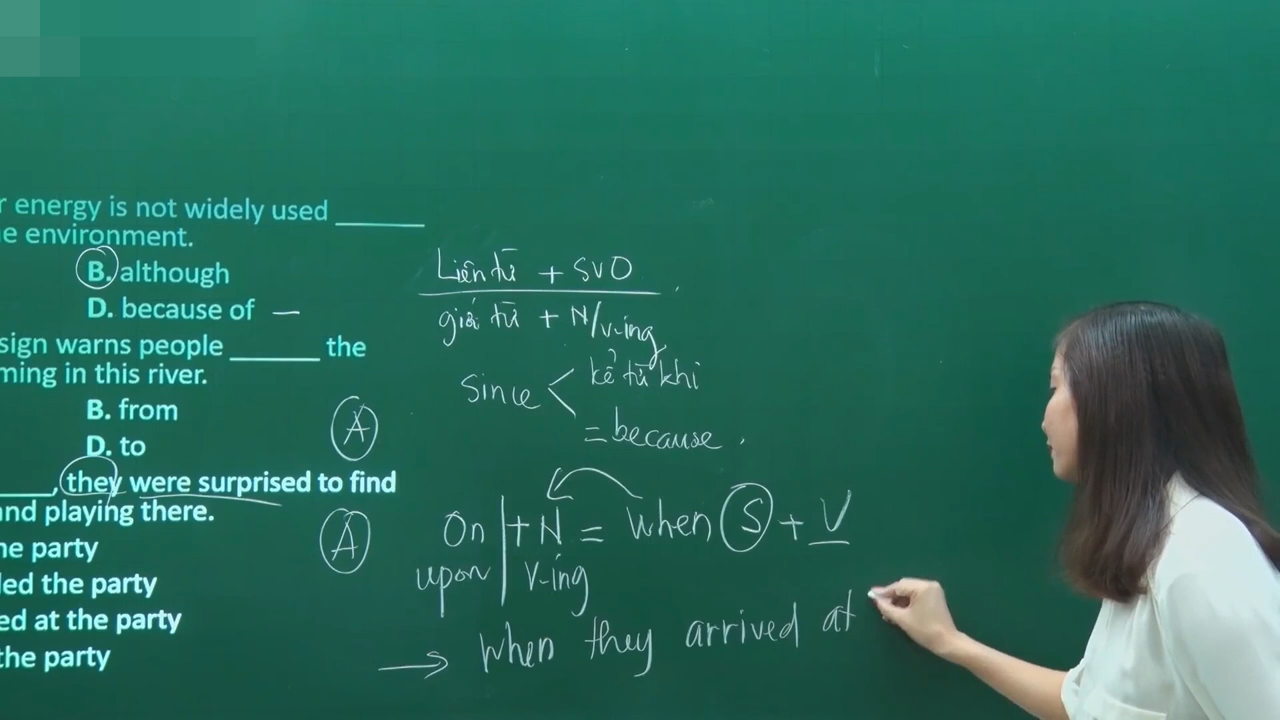 r energy is not widely used ______
e environment.
B. although
D. because of —
sign warns people ______ the
ming in this river.
B. from
D. to
____, they were surprised to find
and playing there.
he party
led the party
ed at the party
the party
Liên từ + SVO
giới từ + N/V-ing
Since < kể từ khi
= because .
A
A
On | + N = When S + V
upon | V-ing
→ When they arrived at